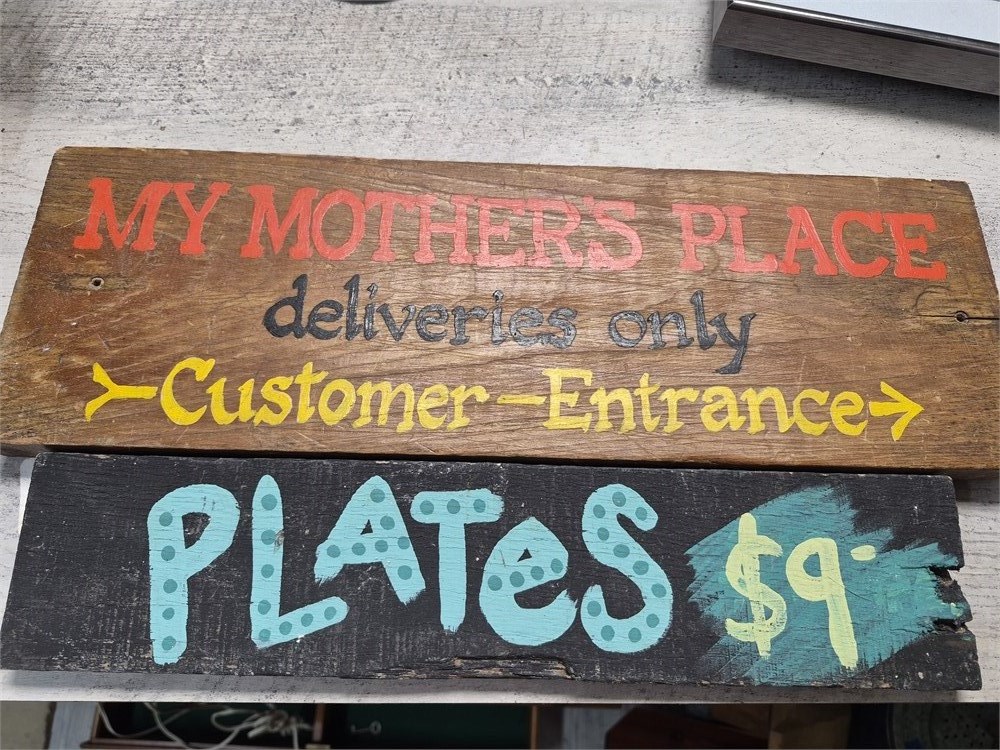 MY MOTHER'S PLACE
deliveries only
Customer - Entrance
PLATeS $9-